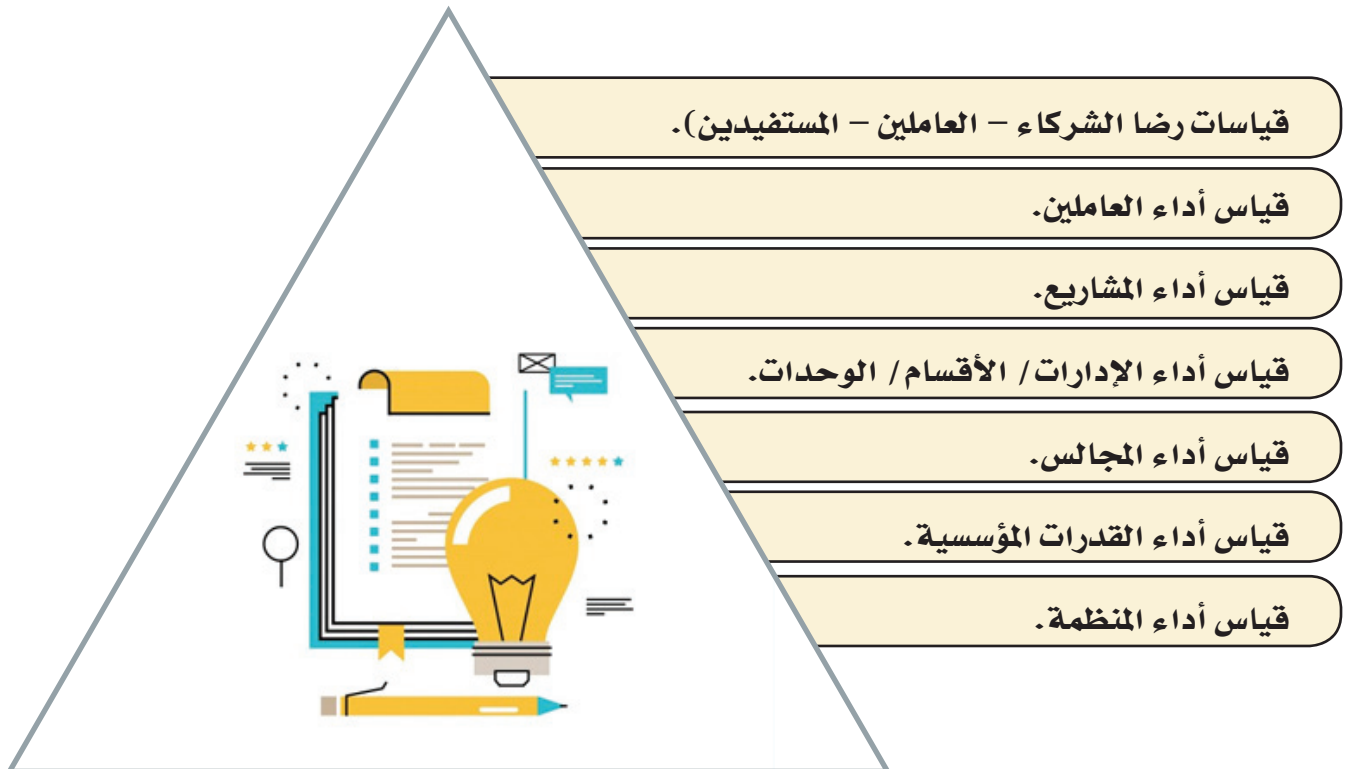 قياسات رضا الشركاء – العاملين – المستفيدين).
قياس أداء العاملين.
قياس أداء المشاريع.
قياس أداء الإدارات/ الأقسام/ الوحدات.
قياس أداء المجالس.
قياس أداء القدرات المؤسسية.
قياس أداء المنظمة.